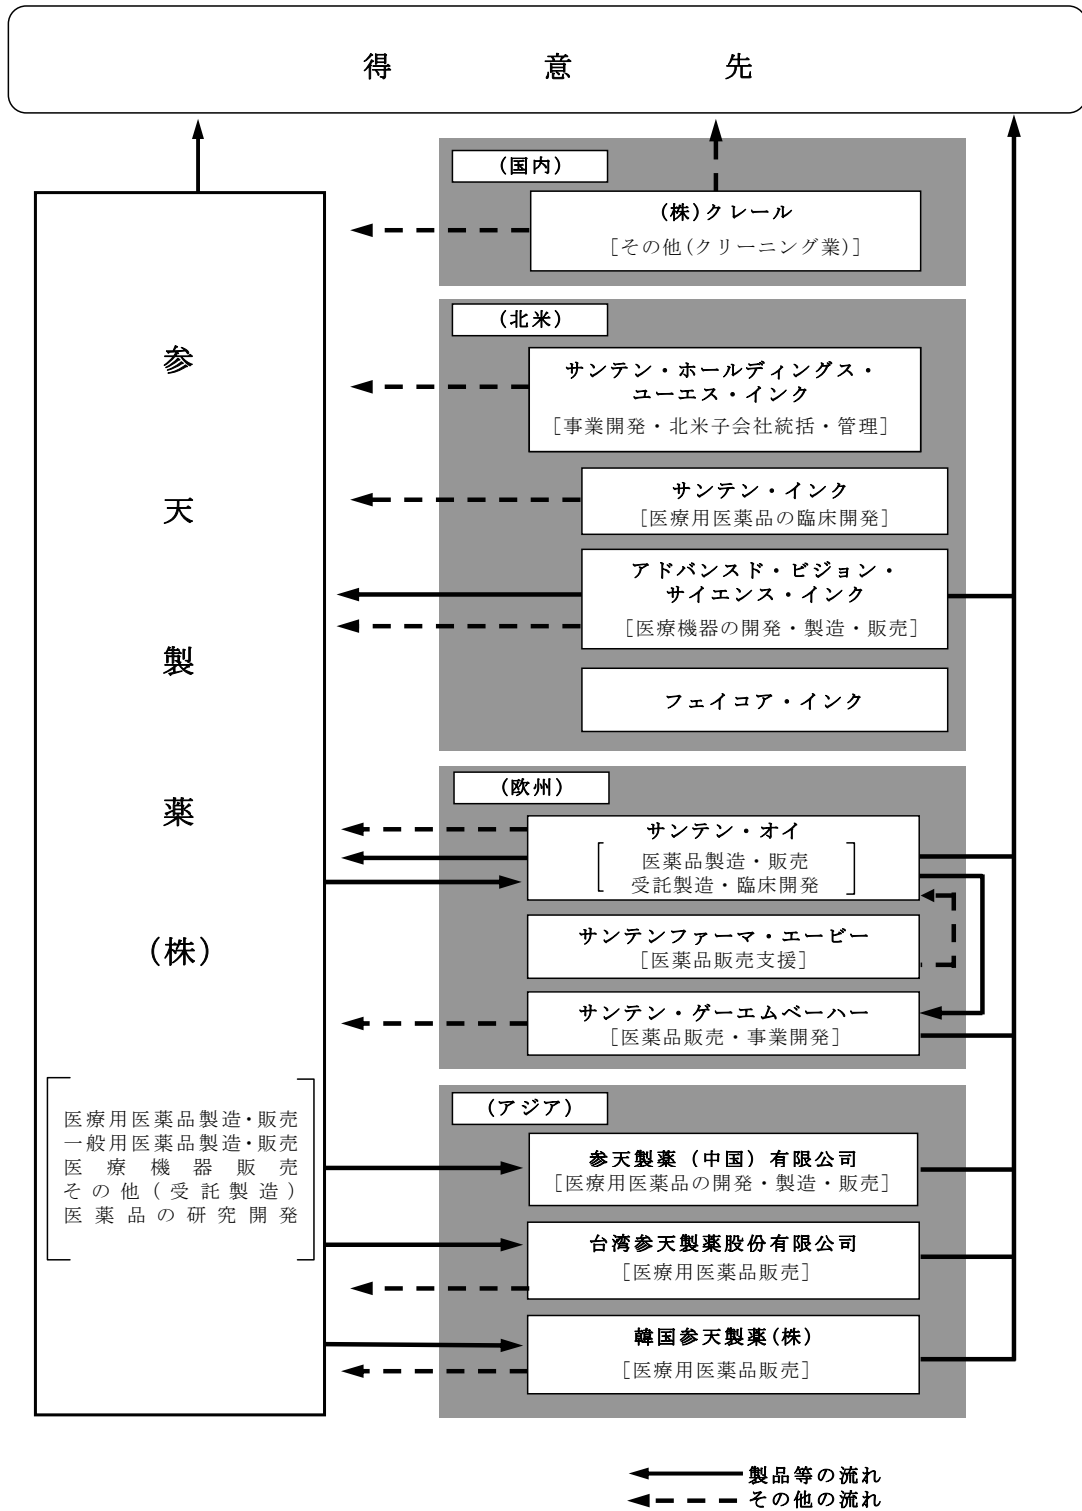 得意先
(国内)
(株)クレール
[その他(クリーニング業)]
(北米)
サンテン・ホールディングス・
ユーエス・インク
[事業開発・北米子会社統括・管理]
サンテン・インク
[医療用医薬品の臨床開発]
アドバンスド・ビジョン・
サイエンス・インク
[医療機器の開発・製造・販売]
フェイコア・インク
(欧州)
サンテン・オイ
医薬品製造・販売
受託製造・臨床開発
サンテンファーマ・エービー
[医薬品販売支援]
サンテン・ゲーエムベーハー
[医薬品販売・事業開発]
(アジア)
参天製薬（中国）有限公司
[医療用医薬品の開発・製造・販売]
台湾参天製薬股份有限公司
[医療用医薬品販売]
韓国参天製薬(株)
[医療用医薬品販売]
参天製薬(株)
医療用医薬品製造・販売
一般用医薬品製造・販売
医療機器販売
その他(受託製造)
医薬品の研究開発
製品等の流れ
その他の流れ